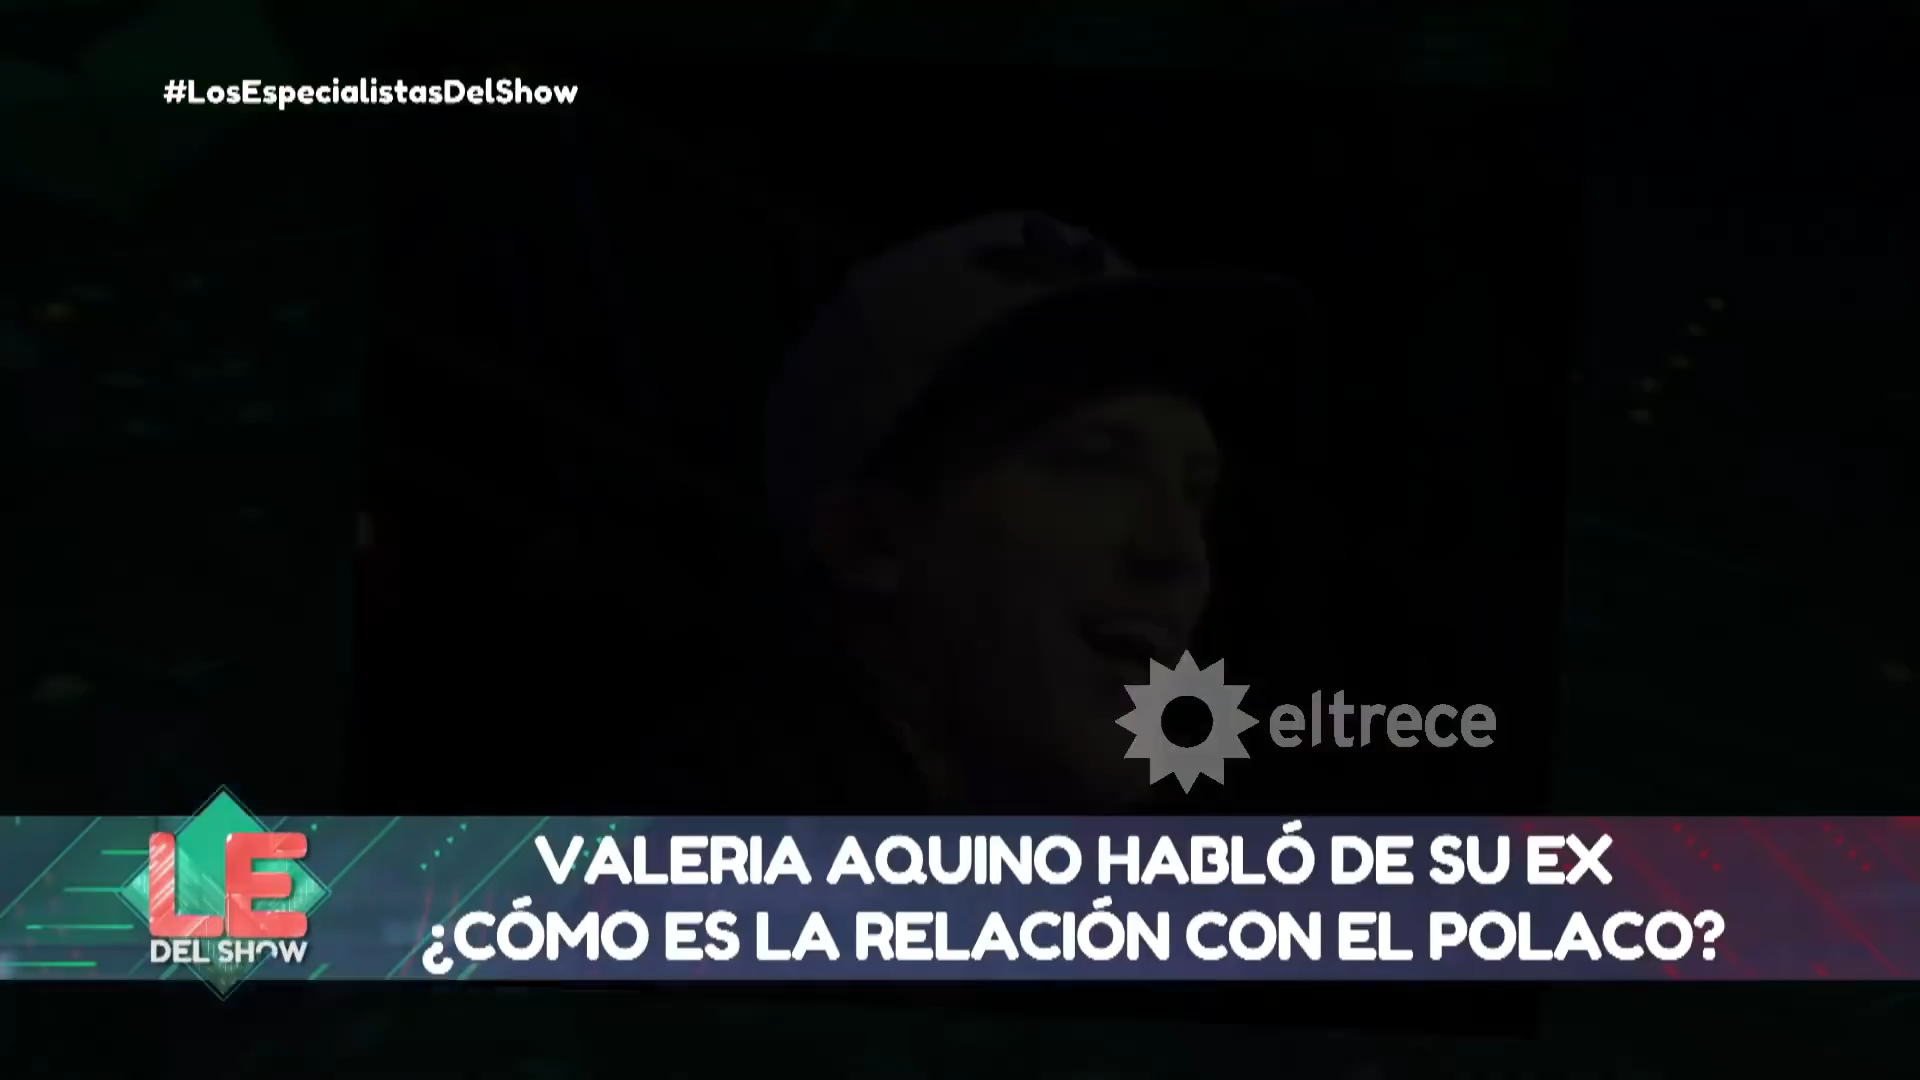 #LosEspecialistasDelShow
eltrece
LE
DEL SHOW
VALERIA AQUINO HABLÓ DE SU EX
¿CÓMO ES LA RELACIÓN CON EL POLACO?